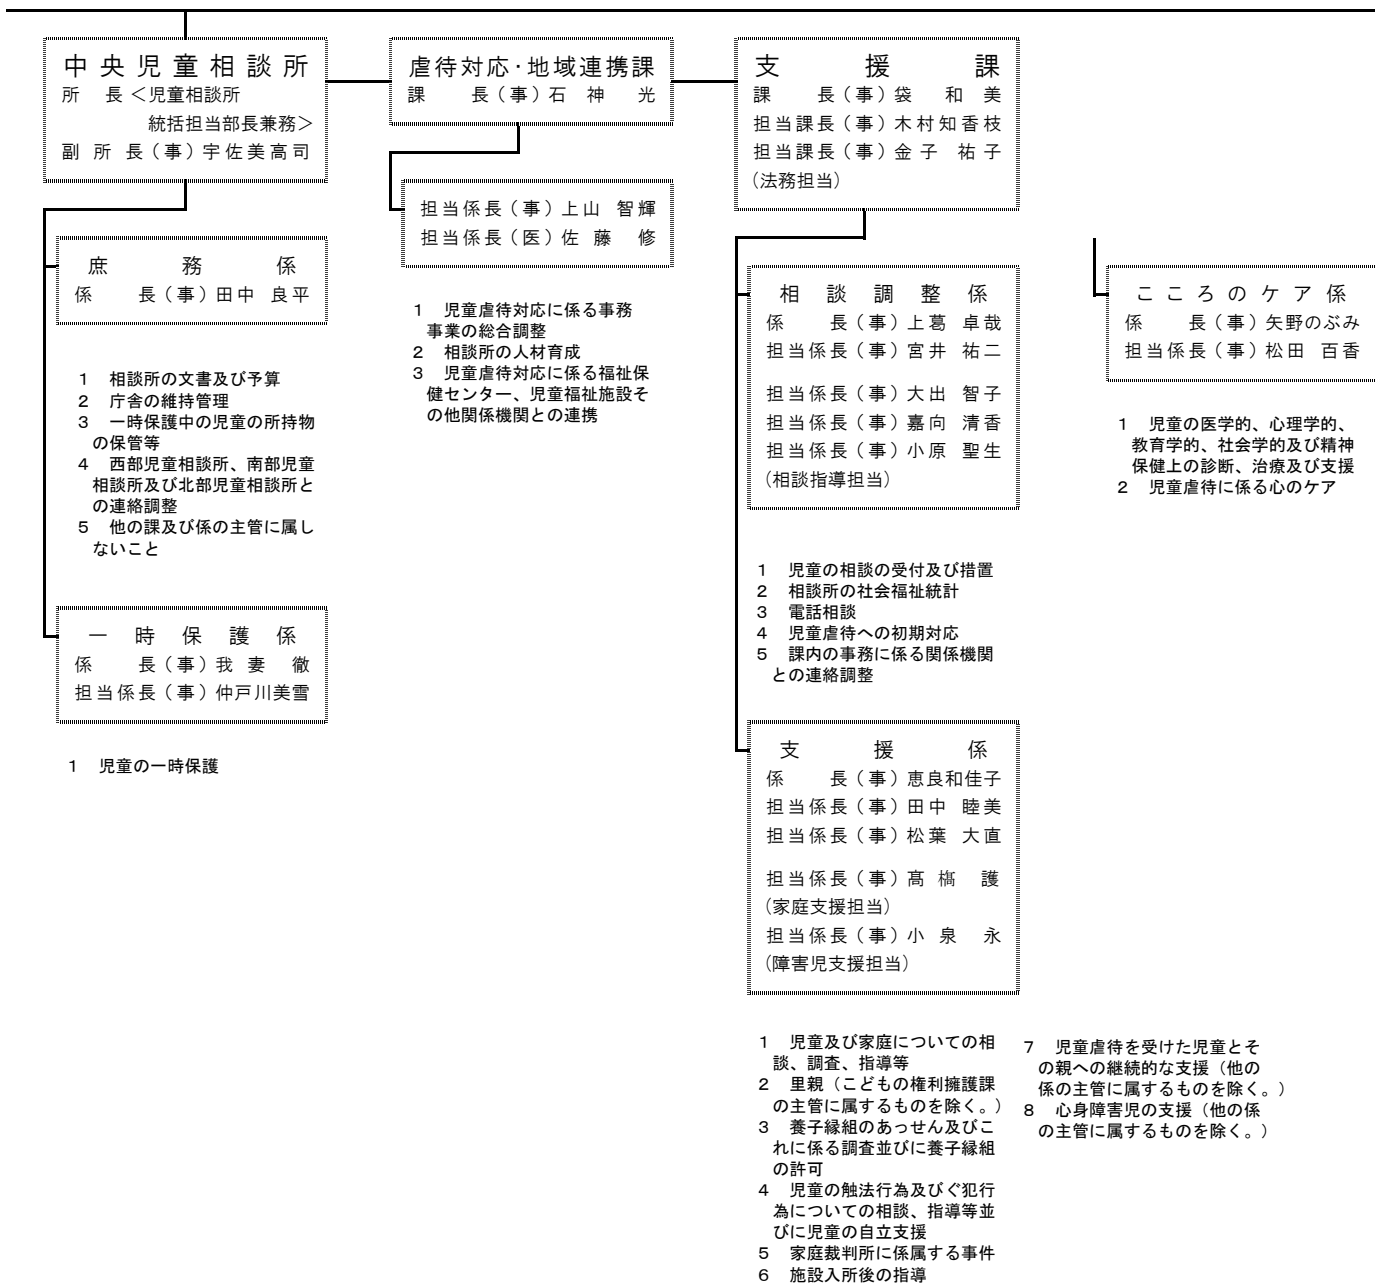 中央児童相談所
所　長＜児童相談所
統括担当部長兼務＞
副所長（事）宇佐美高司
庶務係
係　長（事）田中　良平
1　相談所の文書及び予算
2　庁舎の維持管理
3　一時保護中の児童の所持物
の保管等
4　西部児童相談所、南部児童
相談所及び北部児童相談所と
の連絡調整
5　他の課及び係の主管に属し
ないこと
一時保護係
係　長（事）我妻　徹
担当係長（事）仲戸川美雪
1　児童の一時保護
虐待対応・地域連携課
課　長（事）石神　光
担当係長（事）上山　智輝
担当係長（医）佐藤　修
1　児童虐待対応に係る事務
事業の総合調整
2　相談所の人材育成
3　児童虐待対応に係る福祉保
健センター、児童福祉施設そ
の他関係機関との連携
支援課
課　長（事）袋　和美
担当課長（事）木村知香枝
担当課長（事）金子　祐子
（法務担当）
相談調整係
係　長（事）上葛　卓哉
担当係長（事）宮井　祐二
担当係長（事）大出　智子
担当係長（事）嘉向　清香
担当係長（事）小原　聖生
（相談指導担当）
1　児童の相談の受付及び措置
2　相談所の社会福祉統計
3　電話相談
4　児童虐待への初期対応
5　課内の事務に係る関係機関
との連絡調整
支援係
係　長（事）恵良和佳子
担当係長（事）田中　睦美
担当係長（事）松葉　大直
担当係長（事）髙𣘺　護
（家庭支援担当）
担当係長（事）小泉　永
（障害児支援担当）
1　児童及び家庭についての相
談、調査、指導等
2　里親（こどもの権利擁護課
の主管に属するものを除く。）
3　養子縁組のあっせん及びこ
れに係る調査並びに養子縁組
の許可
4　児童の触法行為及びぐ犯行
為についての相談、指導等並
びに児童の自立支援
5　家庭裁判所に係属する事件
6　施設入所後の指導
7　児童虐待を受けた児童とそ
の親への継続的な支援（他の
係の主管に属するものを除く。）
8　心身障害児の支援（他の係
の主管に属するものを除く。）
こころのケア係
係　長（事）矢野のぶみ
担当係長（事）松田　百香
1　児童の医学的、心理学的、
教育学的、社会学的及び精神
保健上の診断、治療及び支援
2　児童虐待に係る心のケア